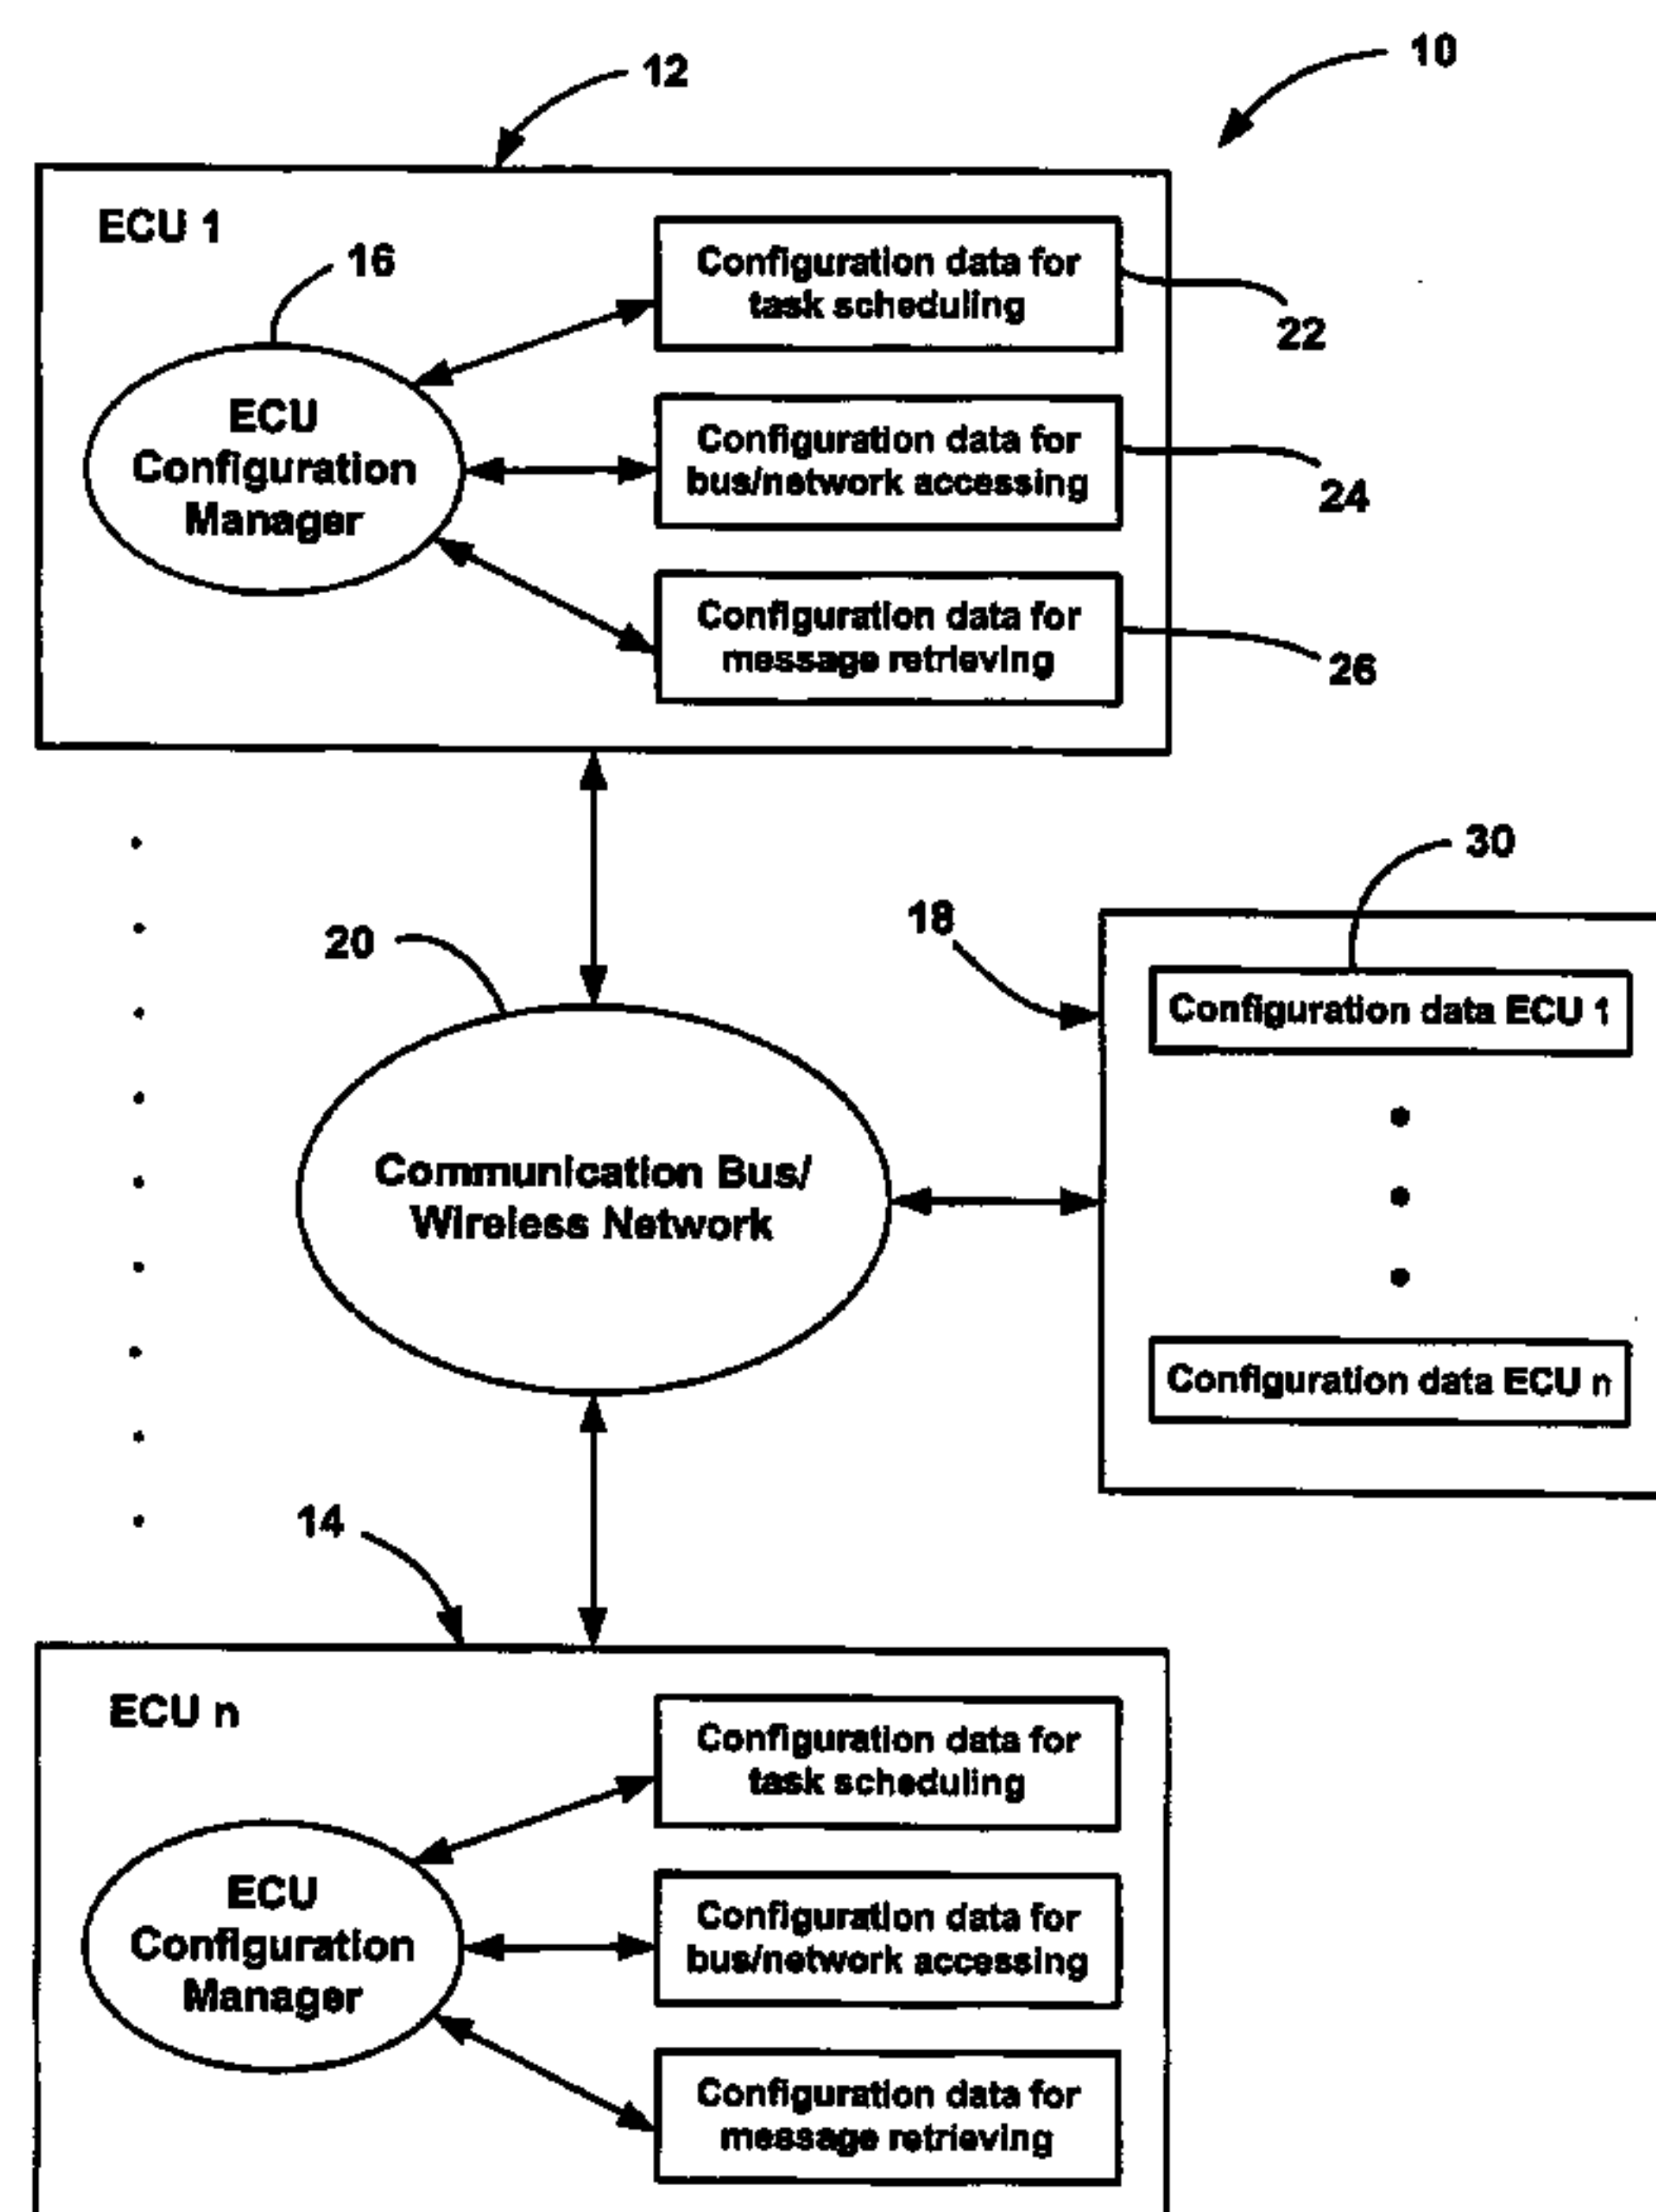 10
12
ECU 1
16
Configuration data for
task scheduling
22
ECU
Configuration
Manager
Configuration data for
bus/network accessing
24
Configuration data for
message retrieving
26
30
18
20
Configuration data ECU 1
Communication Bus/
Wireless Network
Configuration data ECU n
14
ECU n
Configuration data for
task scheduling
ECU
Configuration
Manager
Configuration data for
bus/network accessing
Configuration data for
message retrieving